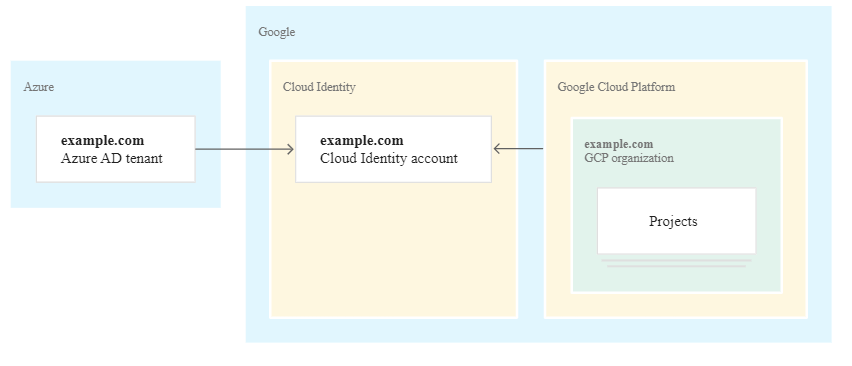 Google
Azure
Cloud Identity
Google Cloud Platform
example.com
Azure AD tenant
example.com
Cloud Identity account
example.com
GCP organization
Projects